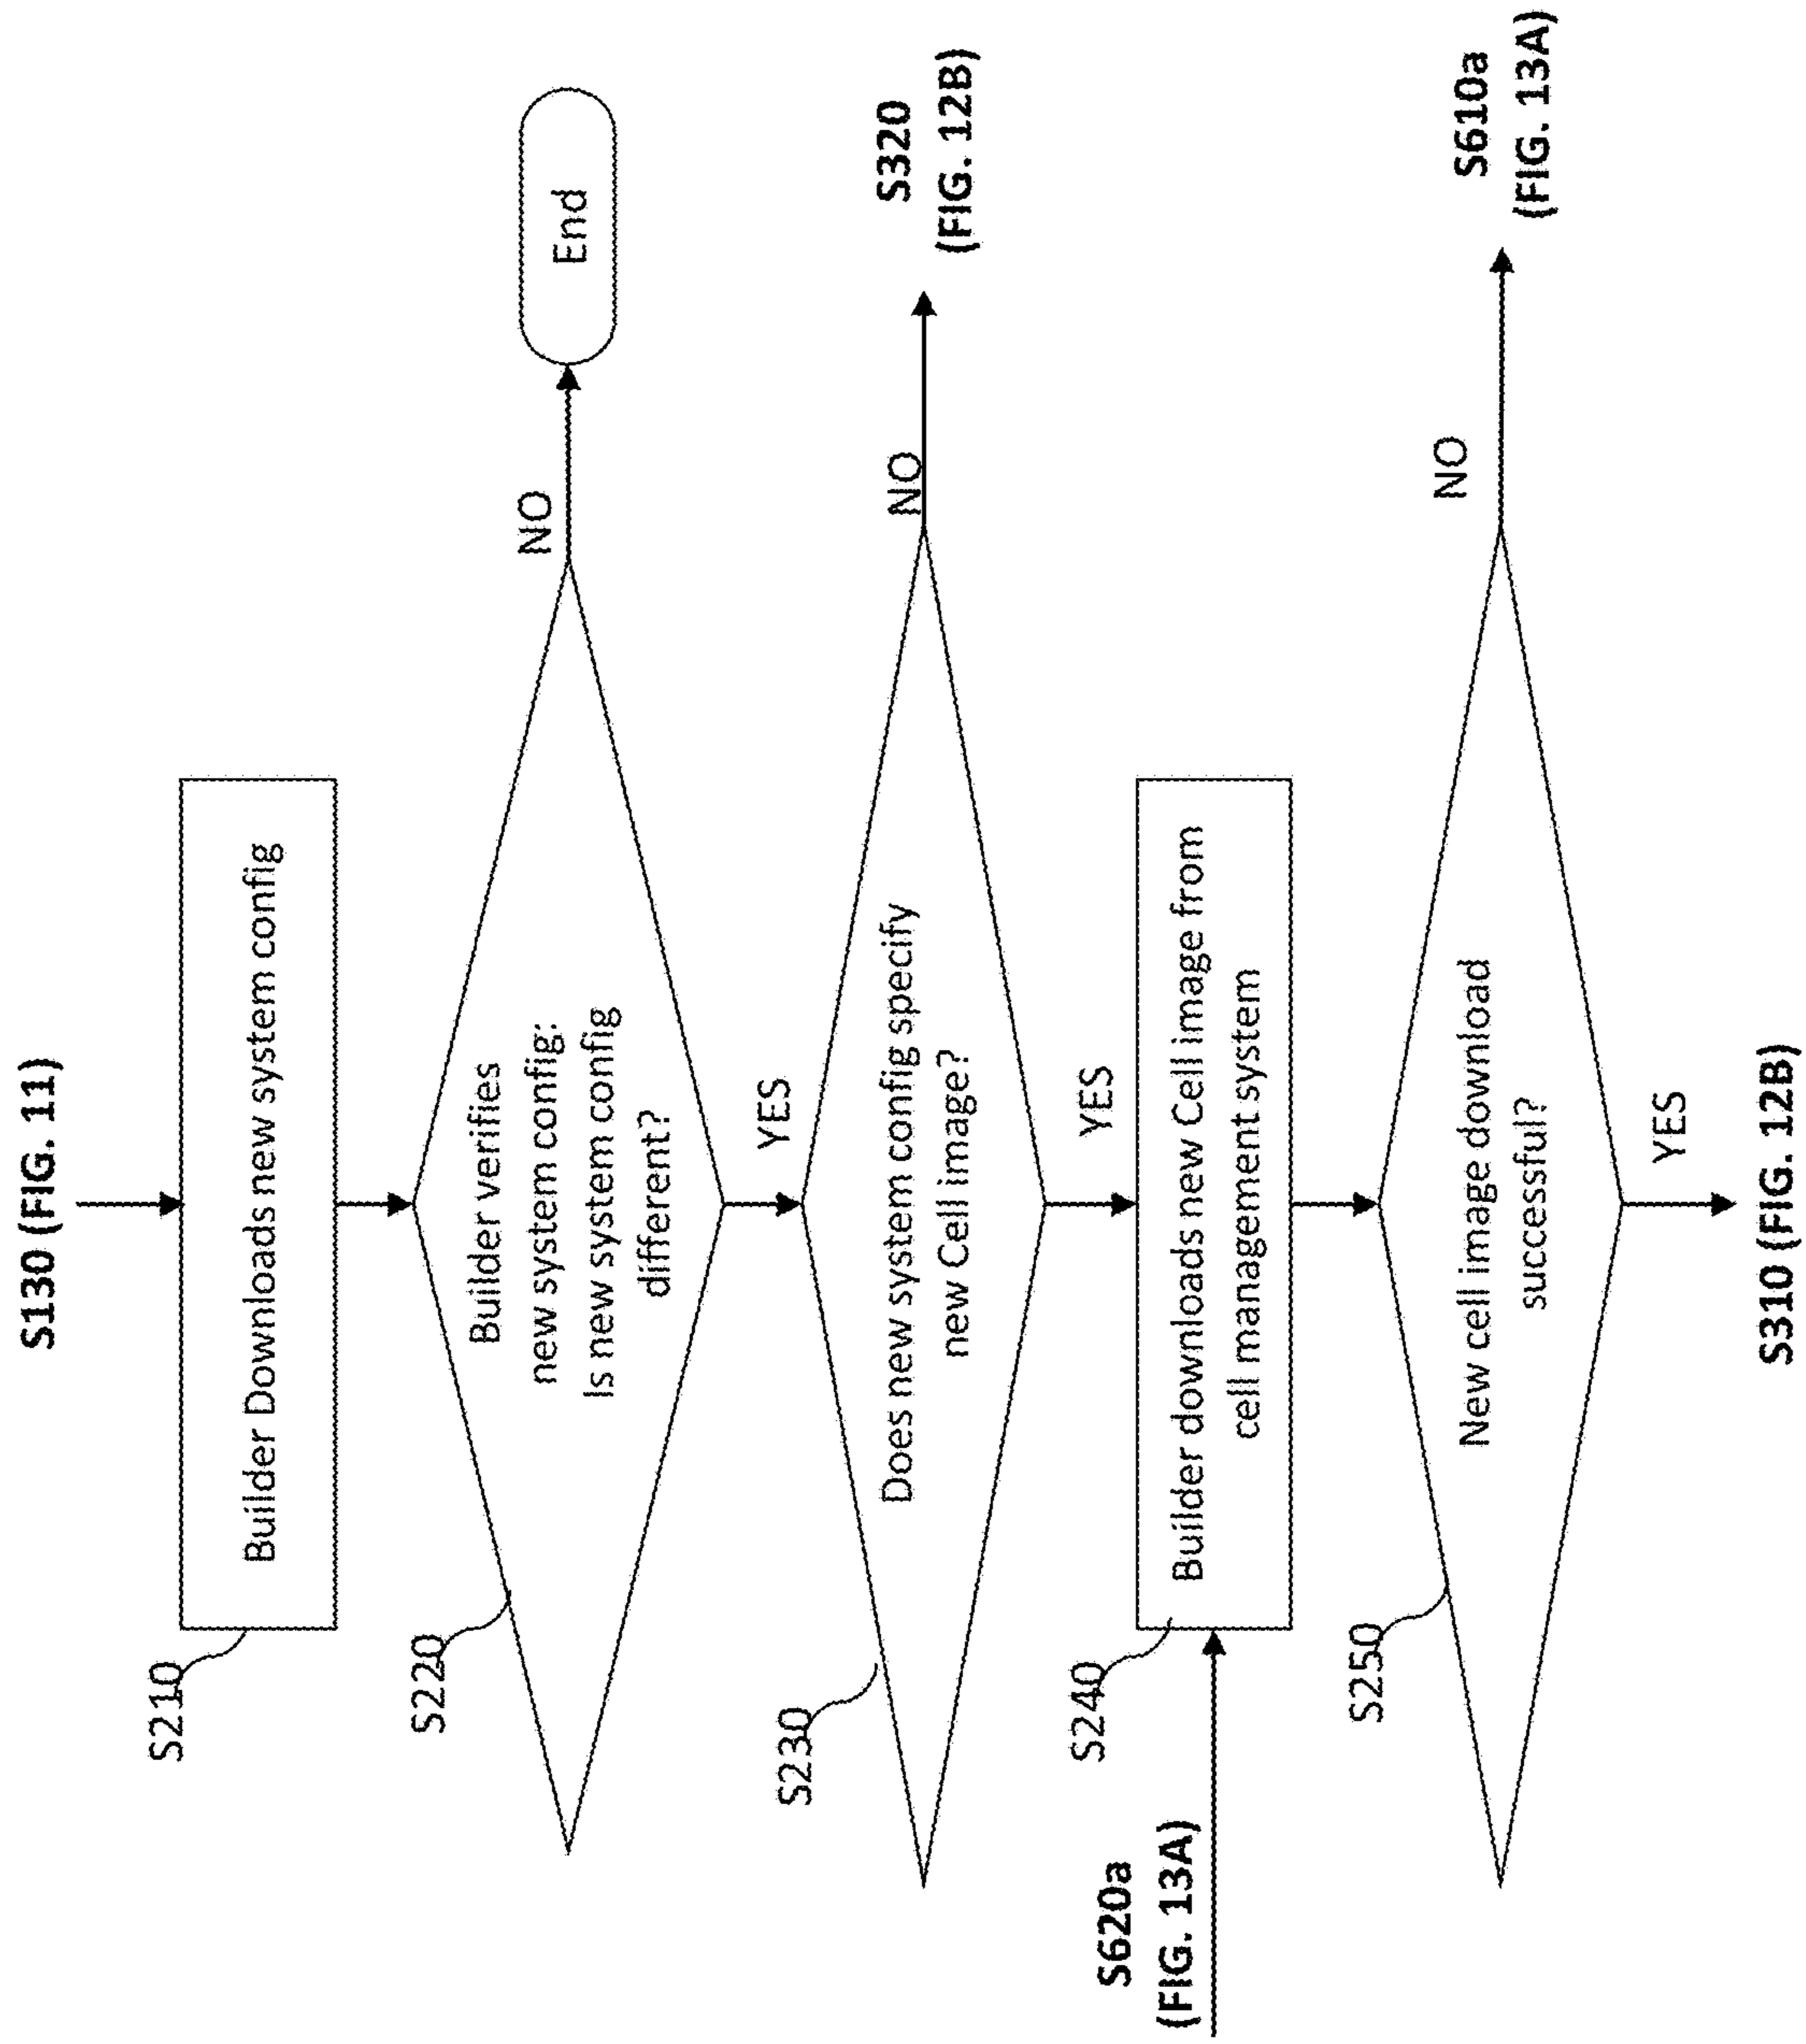 S130 (FIG. 11)
S210
Builder Downloads new system config
S220
Builder verifies
new system config:
Is new system config
different?
NO
End
YES
S230
Does new system config specify
new Cell image?
NO
S320
(FIG. 12B)
YES
S620a
(FIG. 13A)
S240
Builder downloads new Cell image from
cell management system
S250
New cell image download
successful?
NO
S610a
(FIG. 13A)
YES
S310 (FIG. 12B)